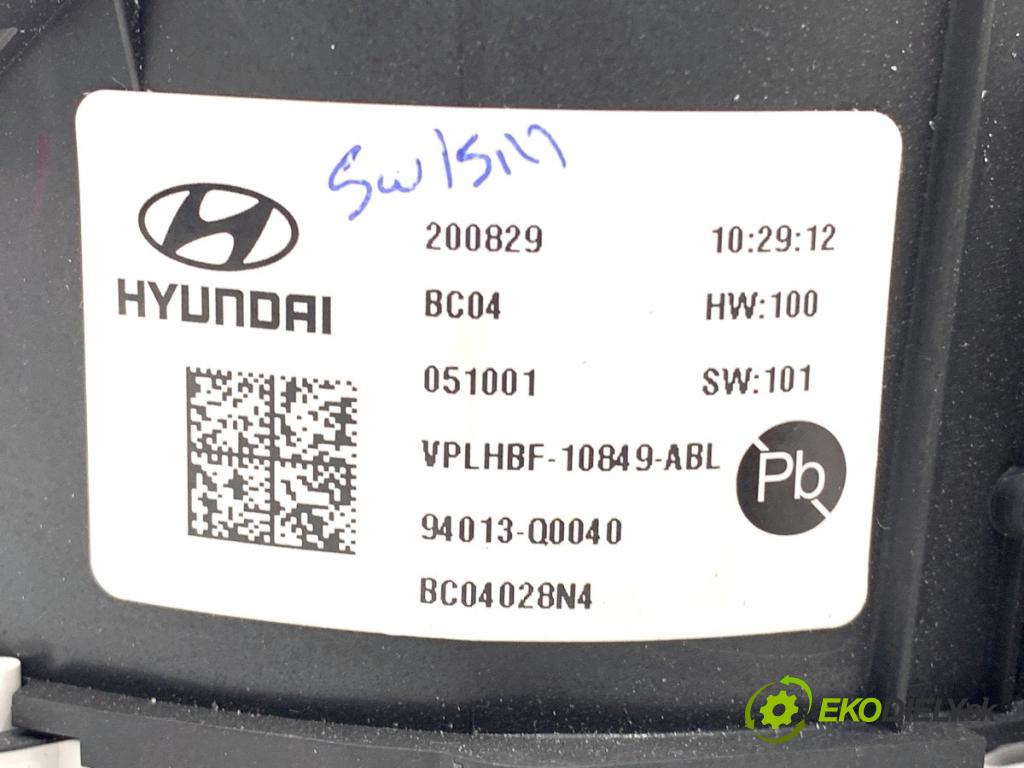 HYUNDAI
200829 10:29:12
BC04 HW:100
051001 SW:101
VPLHBF-10849-ABL
Pb
94013-Q0040
BC04028N4
EKODIELY.sk